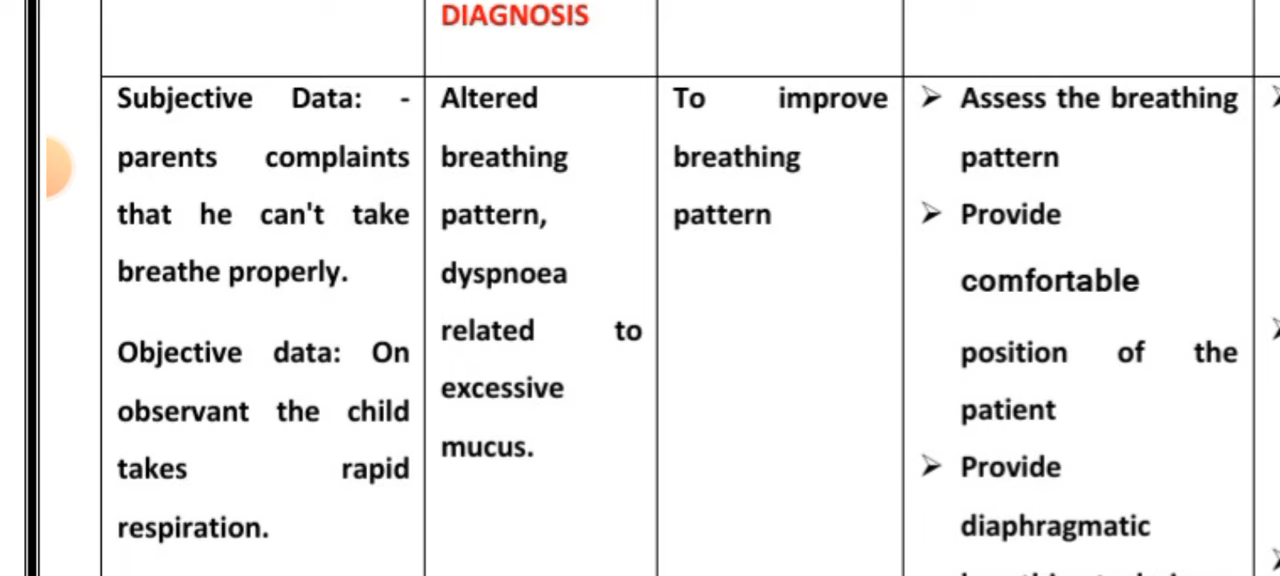 DIAGNOSIS
Subjective Data: -
parents complaints
that he can't take
breathe properly.
Objective data: On
observant the child
takes rapid
respiration.
Altered
breathing
pattern,
dyspnoea
related to
excessive
mucus.
To improve
breathing
pattern
➢ Assess the breathing
pattern
➢ Provide
comfortable
position of the
patient
➢ Provide
diaphragmatic